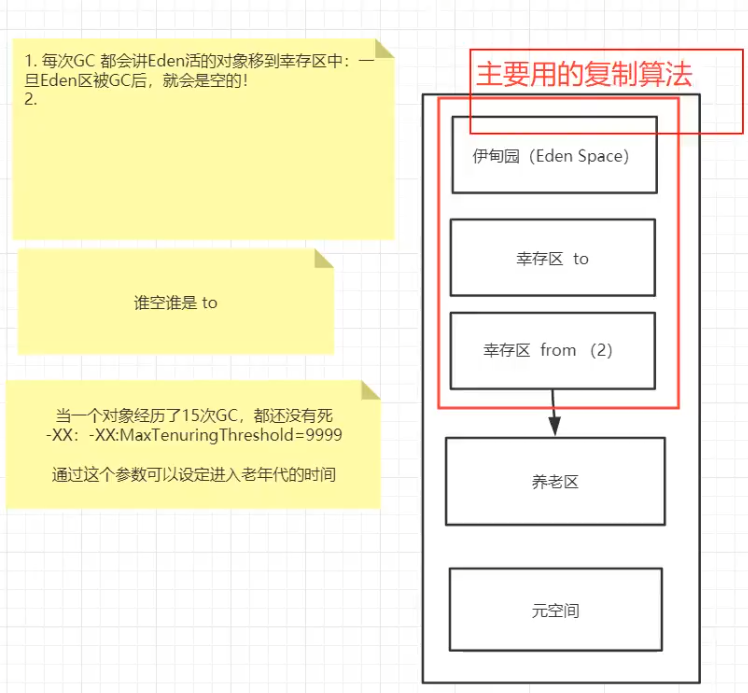 1. 每次GC 都会讲Eden活的对象移到幸存区中：一
旦Eden区被GC后，就会是空的！
2.
谁空谁是 to
当一个对象经历了15次GC，都还没有死
-XX：-XX:MaxTenuringThreshold=9999
通过这个参数可以设定进入老年代的时间
主要用的复制算法
伊甸园（Eden Space）
幸存区 to
幸存区 from （2）
养老区
元空间